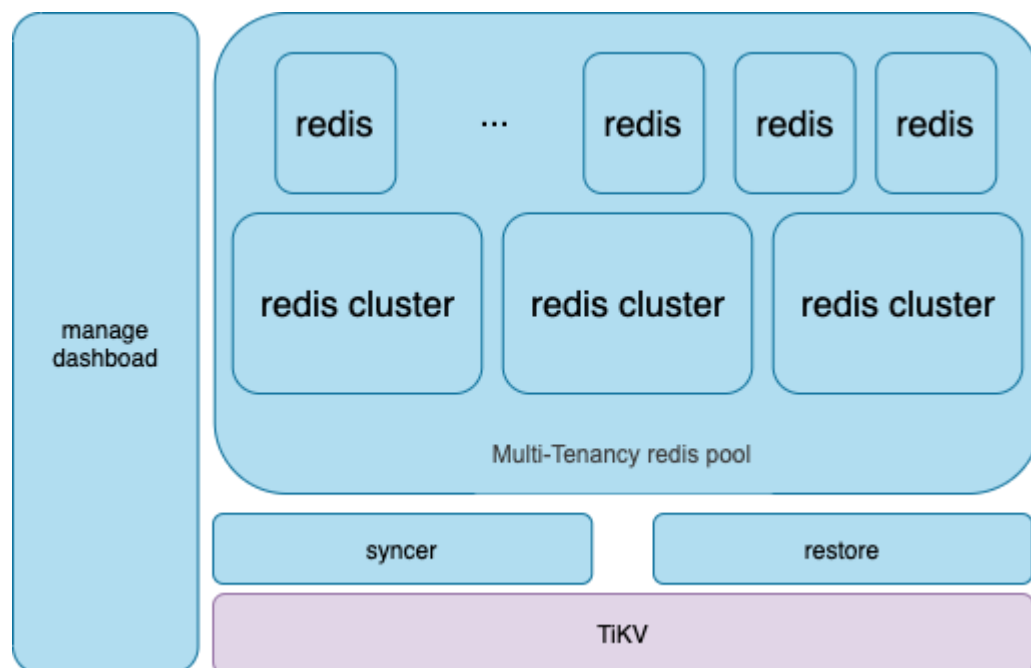 manage
dashboad
redis
...
redis
redis
redis
redis cluster
redis cluster
redis cluster
Multi-Tenancy redis pool
syncer
restore
TiKV